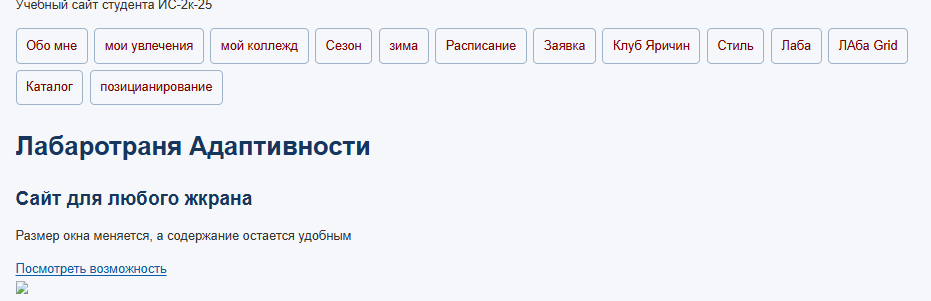 Учебный сайт студента ИС-2к-25
Обо мне мои увлечения мой коллежд Сезон зима Расписание Заявка Клуб Яричин Стиль Лаба ЛАба Grid
Каталог позицианирование
Лабаротраня Адаптивности
Сайт для любого жкрана
Размер окна меняется, а содержание остается удобным
Посмотреть возможность